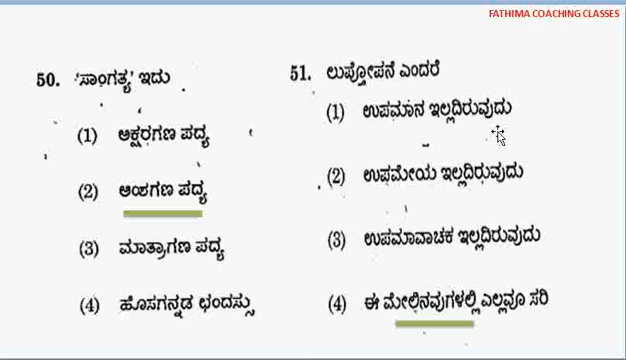 FATHIMA COACHING CLASSES
50. 'ಸಾಂಗತ್ಯ' ಇದು
(1) ಅಕ್ಷರಗಣ ಪದ್ಯ
(2) ಅಂಶಗಣ ಪದ್ಯ
(3) ಮಾತ್ರಾಗಣ ಪದ್ಯ
(4) ಹೊಸಗನ್ನಡ ಛಂದಸ್ಸು
51. ಲುಪ್ತೋಪಮೆ ಎಂದರೆ
(1) ಉಪಮಾನ ಇಲ್ಲದಿರುವುದು
(2) ಉಪಮೇಯ ಇಲ್ಲದಿರುವುದು
(3) ಉಪಮಾವಾಚಕ ಇಲ್ಲದಿರುವುದು
(4) ಈ ಮೇಲಿನವುಗಳಲ್ಲಿ ಎಲ್ಲವೂ ಸರಿ